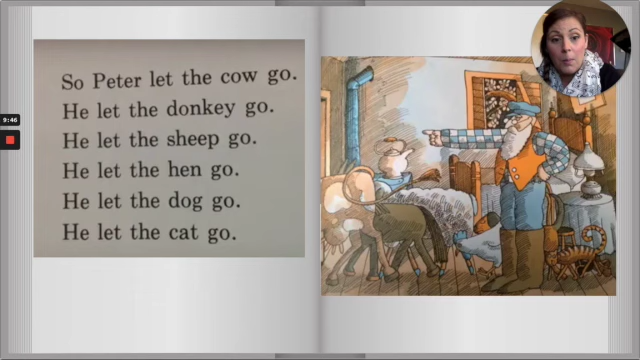 So Peter let the cow go.
He let the donkey go.
He let the sheep go.
He let the hen go.
He let the dog go.
He let the cat go.
9:46